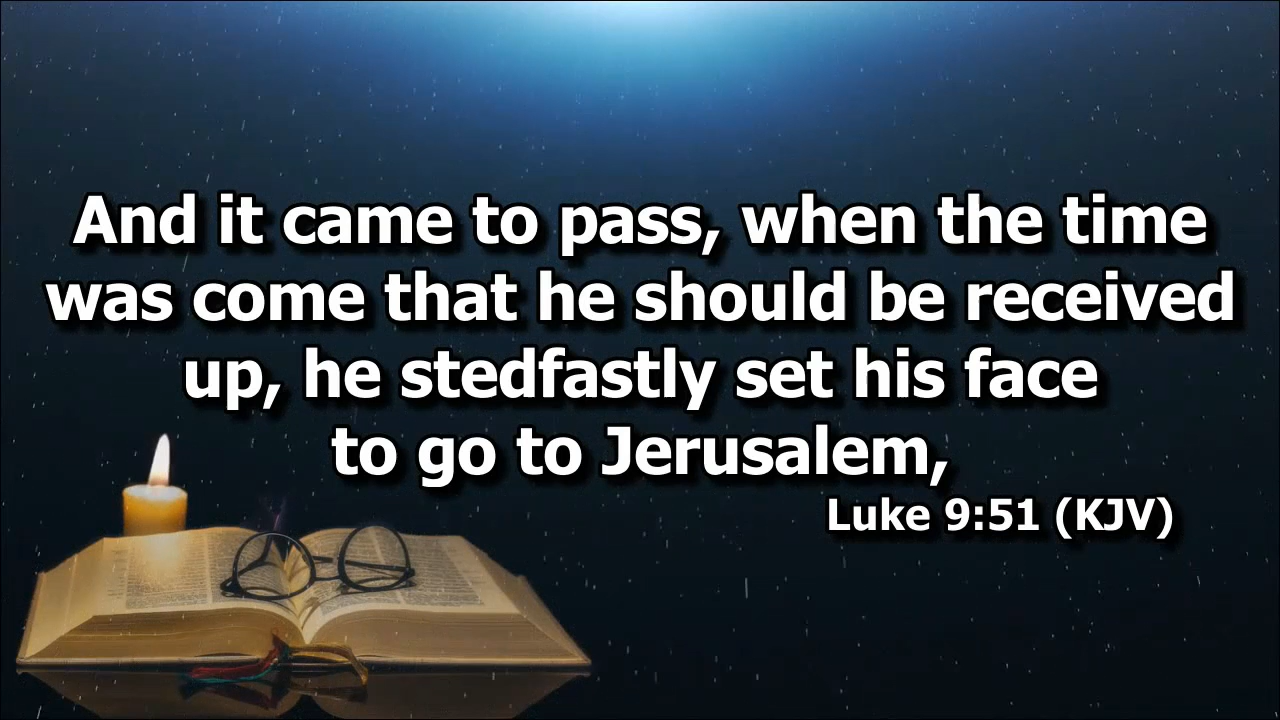 And it came to pass, when the time
was come that he should be received
up, he stedfastly set his face
to go to Jerusalem,
Luke 9:51 (KJV)